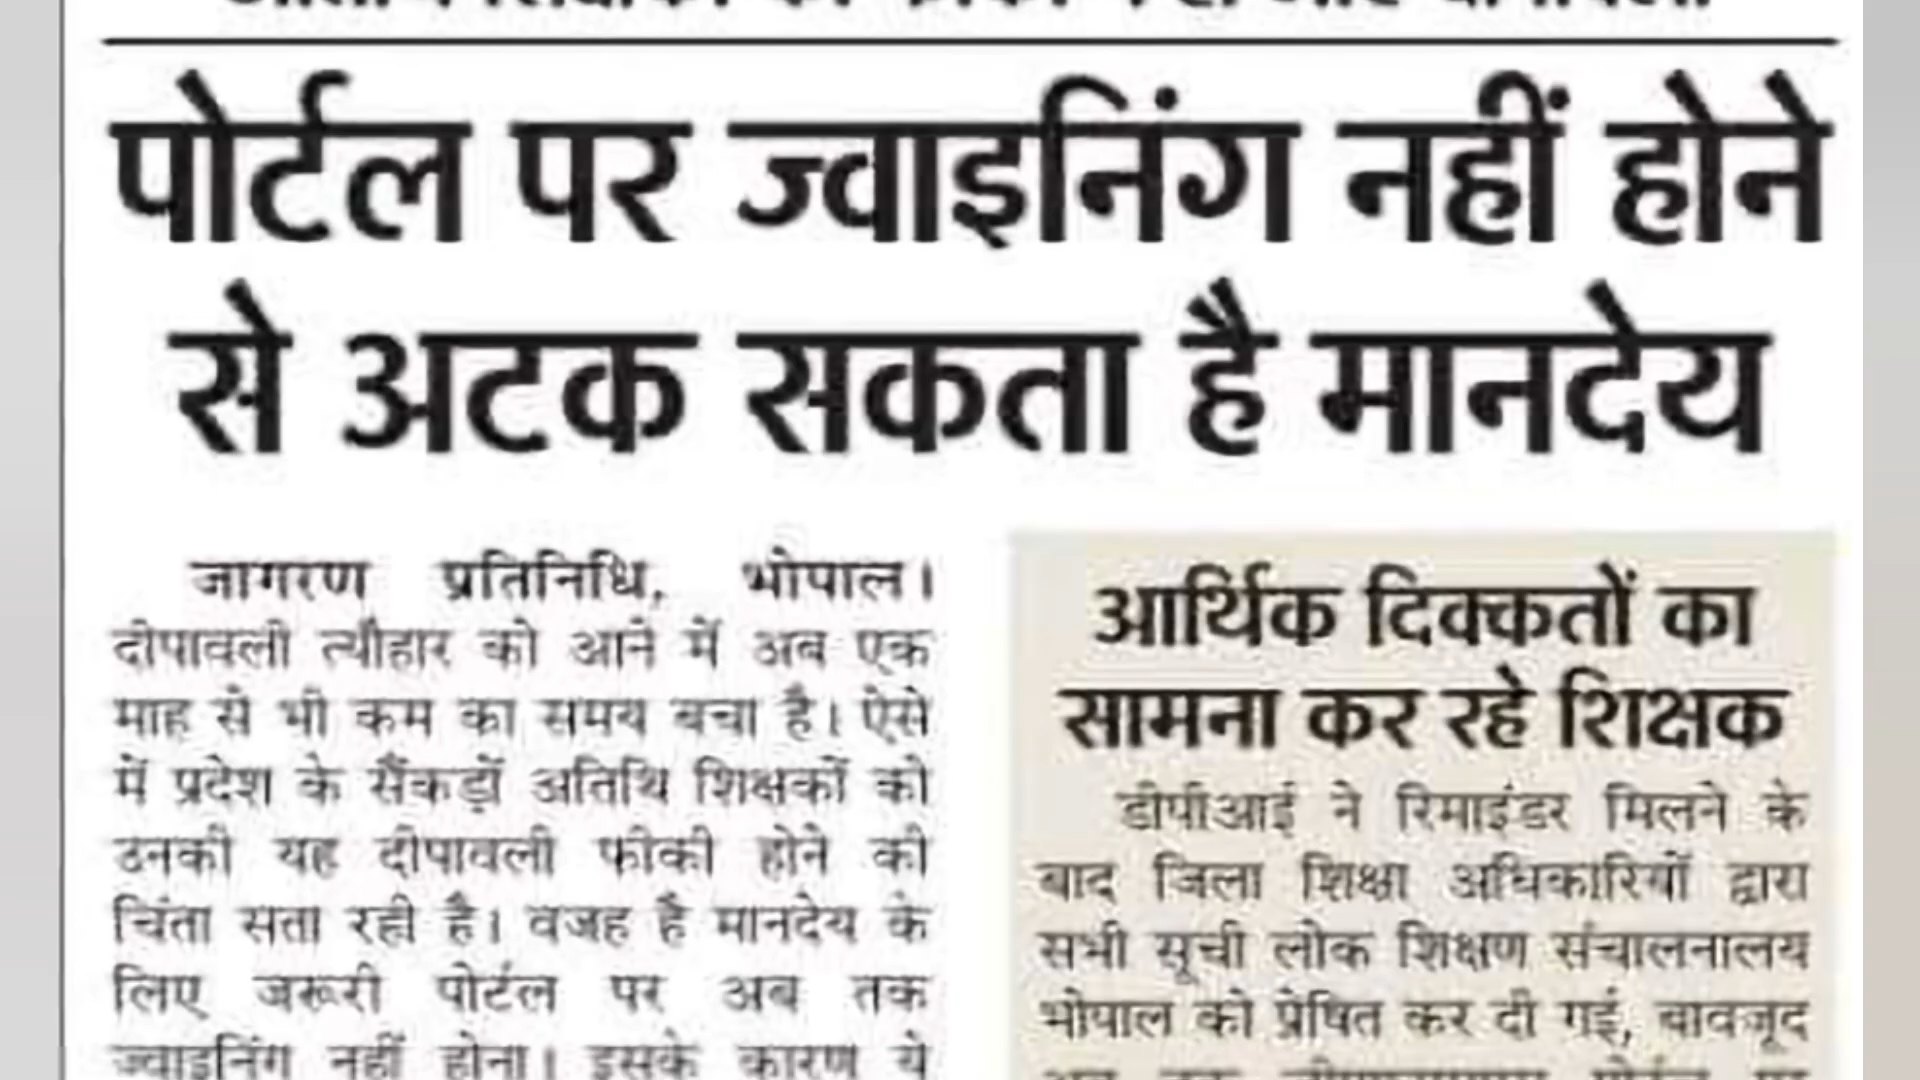 पोर्टल पर ज्वाइनिंग नहीं होने
से अटक सकता है मानदेय
जागरण प्रतिनिधि, भोपाल।
दीपावली त्यौहार को आने में अब एक
माह से भी कम का समय बचा है। ऐसे
में प्रदेश के सैंकड़ों अतिथि शिक्षकों को
उनकी यह दीपावली फीकी होने की
चिंता सता रही है। वजह है मानदेय के
लिए जरूरी पोर्टल पर अब तक
ज्वाइनिंग नहीं होना। इसके कारण ये
आर्थिक दिक्कतों का
सामना कर रहे शिक्षक
डीपीआई ने रिमाइंडर मिलने के
बाद जिला शिक्षा अधिकारियों द्वारा
सभी सूची लोक शिक्षण संचालनालय
भोपाल को प्रेषित कर दी गई, बावजूद